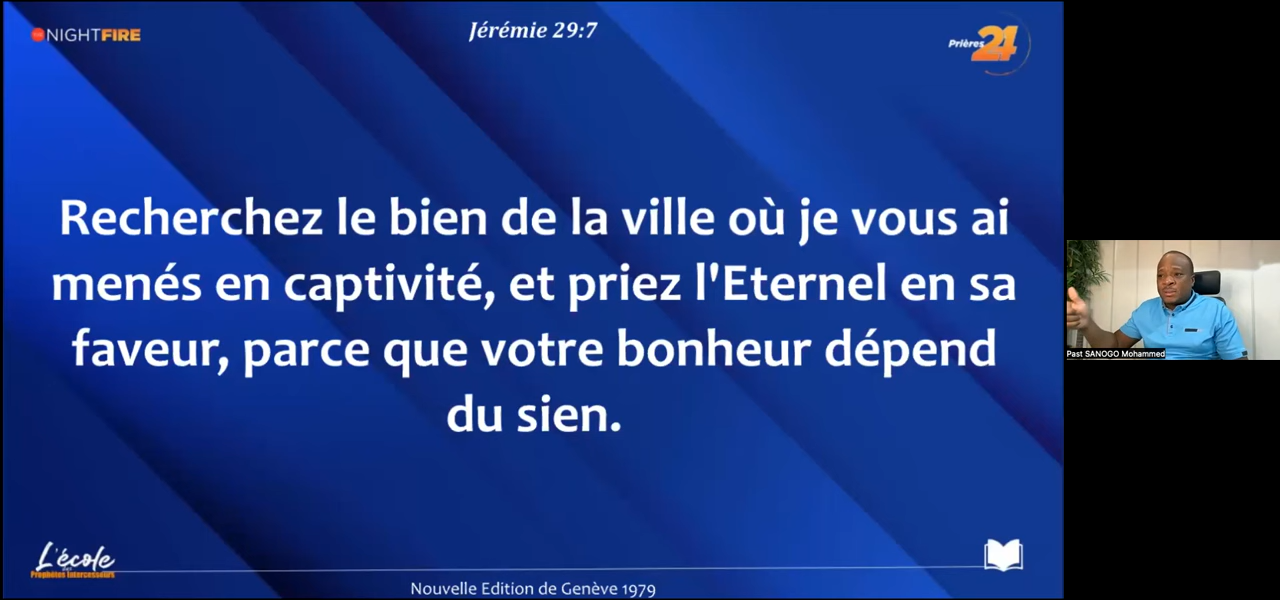 NIGHTFIRE
Jérémie 29:7
Prières 24
Recherchez le bien de la ville où je vous ai
menés en captivité, et priez l'Eternel en sa
faveur, parce que votre bonheur dépend
du sien.
Past SANOGO Mohammed
L'école
Prophètes Intercesseurs
Nouvelle Edition de Genève 1979